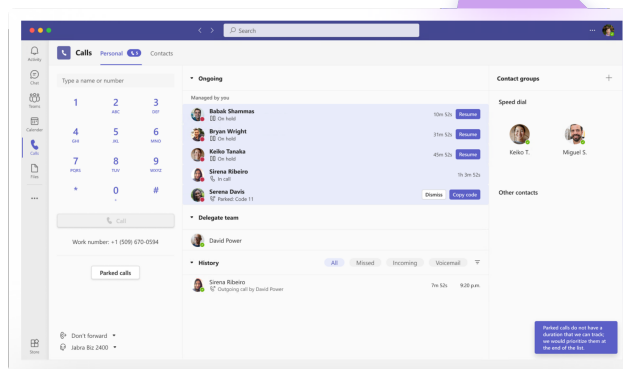 Search
Activity
Chat
Teams
Calendar
Calls
Files
Store
Calls Personal 5 Contacts
Type a name or number
1 2 3
ABC DEF
4 5 6
GHI JKL MNO
7 8 9
PQRS TUV WXYZ
* 0 #
+
Call
Work number: +1 (509) 670-0594
Parked calls
Don't forward
Jabra Biz 2400
Ongoing
Managed by you
Babak Shammas
On hold
10m 52s Resume
Bryan Wright
On hold
31m 52s Resume
Keiko Tanaka
On hold
45m 52s Resume
Sirena Ribeiro
In call
1h 3m 52s
Serena Davis
Parked: Code 11
Dismiss Copy code
Delegate team
David Power
History All Missed Incoming Voicemail
Sirena Ribeiro
Outgoing call by David Power
7m 52s 9:20 p.m.
Contact groups
Speed dial
Keiko T. Miguel S.
Other contacts
Parked calls do not have a
duration that we can track;
we would prioritize them at
the end of the list.